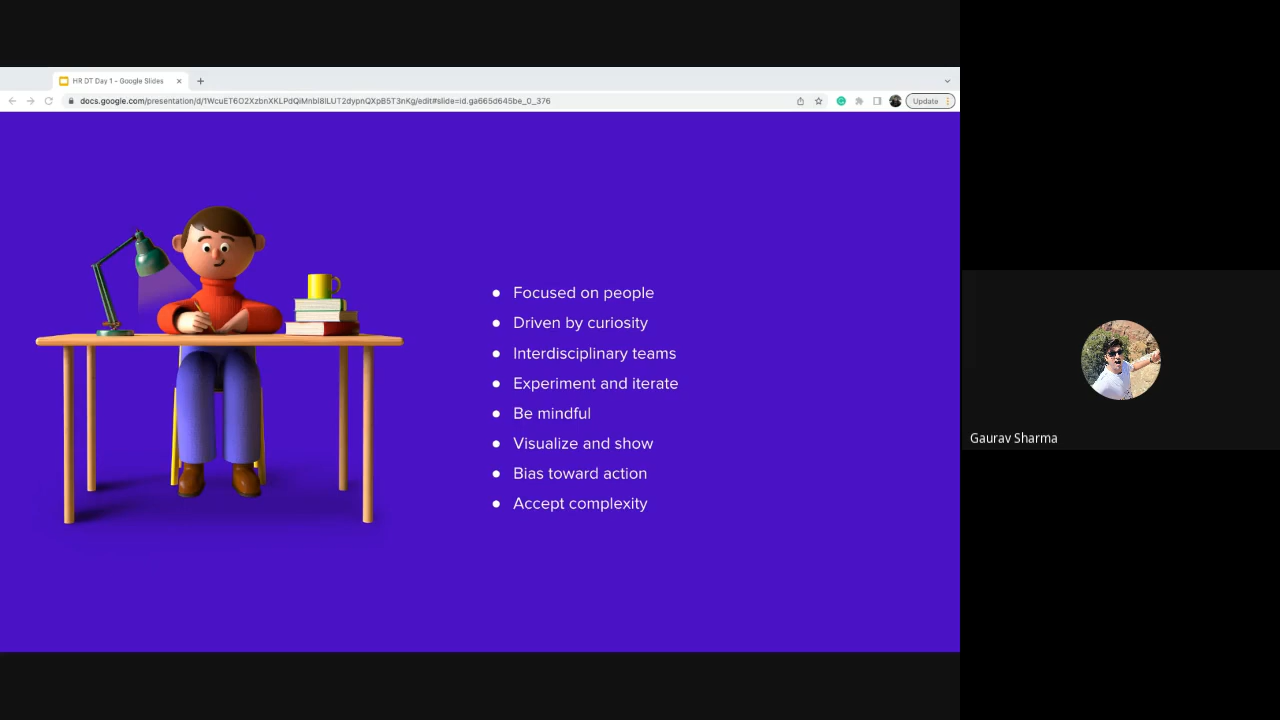 HR DT Day 1 - Google Slides
docs.google.com/presentation/d/1WcuET6O2XzbnXKLPdQiMnbI8ILUT2dypnQXpB5T3nKg/edit#slide=id.ga665d645be_0_376
Update
● Focused on people
● Driven by curiosity
● Interdisciplinary teams
● Experiment and iterate
● Be mindful
● Visualize and show
● Bias toward action
● Accept complexity
Gaurav Sharma